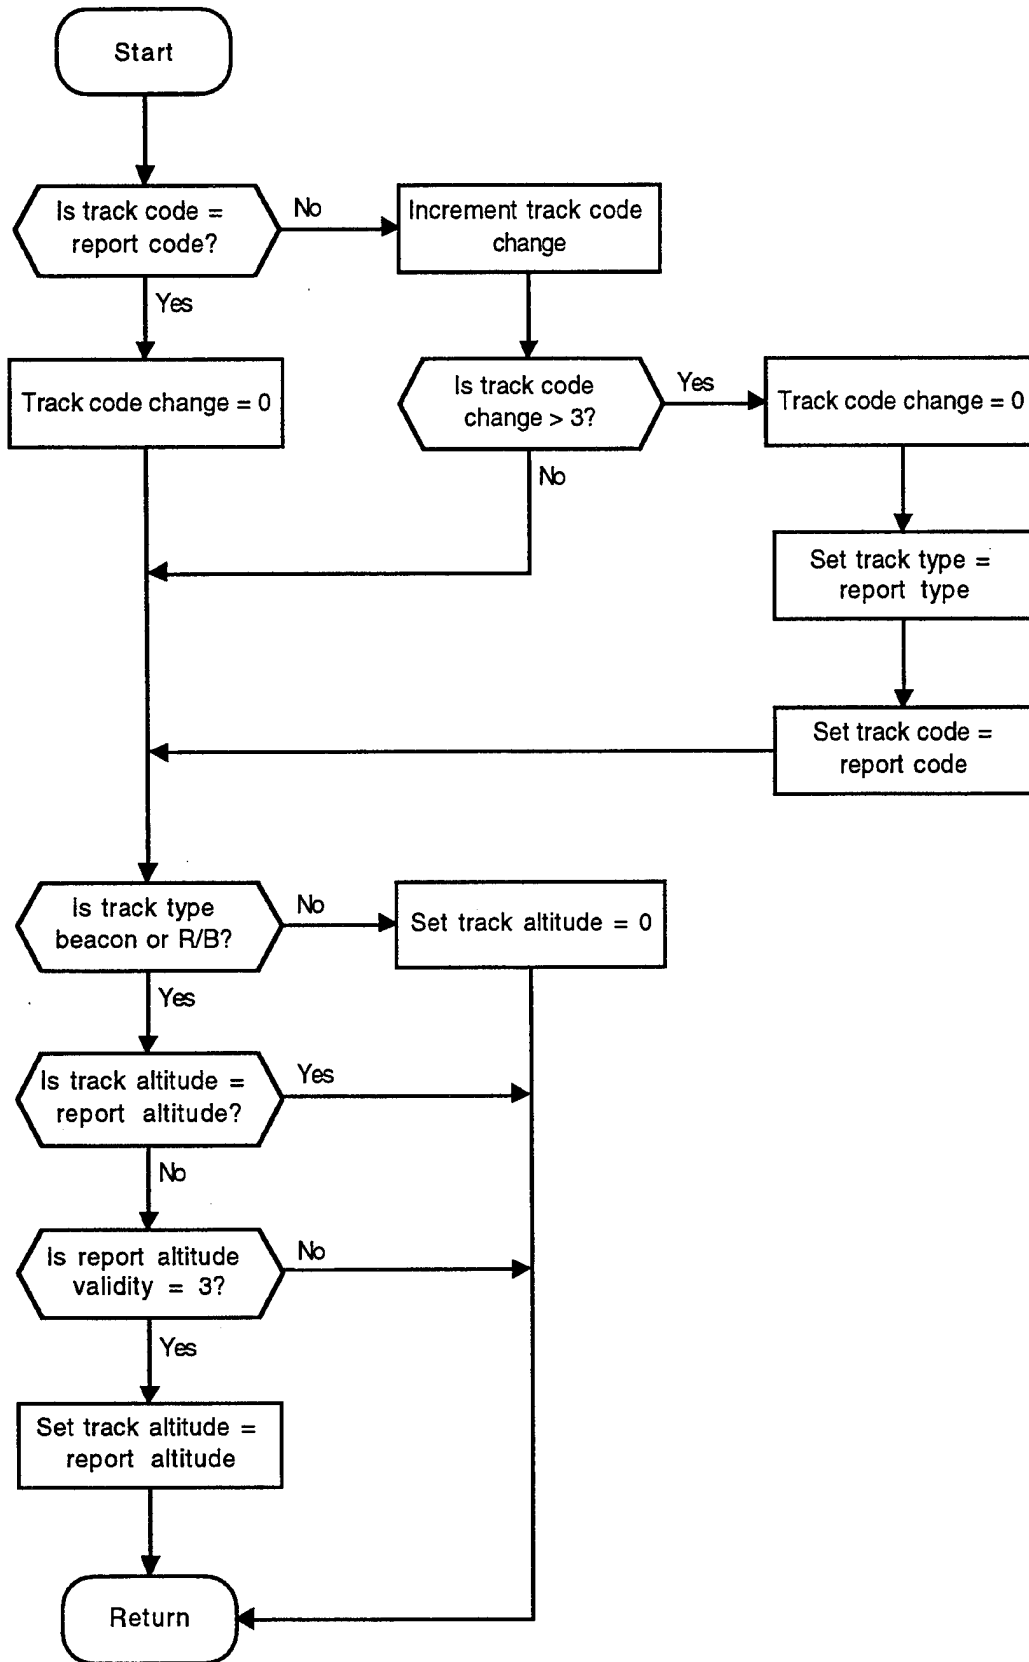 Start
Is track code =
report code?
No
Increment track code
change
Yes
Track code change = 0
Is track code
change > 3?
Yes
Track code change = 0
No
Set track type =
report type
Set track code =
report code
Is track type
beacon or R/B?
No
Set track altitude = 0
Yes
Is track altitude =
report altitude?
Yes
No
Is report altitude
validity = 3?
No
Yes
Set track altitude =
report altitude
Return